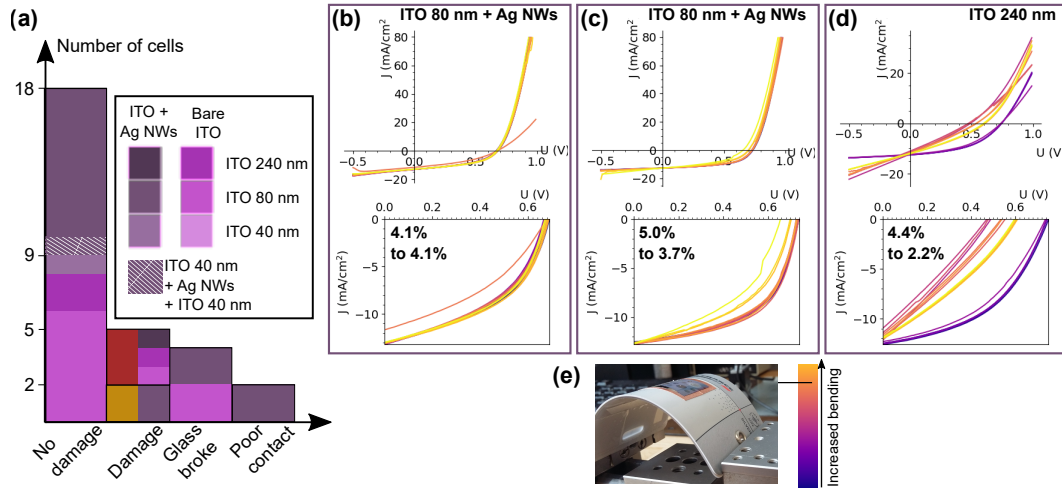 (a)
Number of cells
18
9
5
2
ITO +
Ag NWs
Bare
ITO
ITO 240 nm
ITO 80 nm
ITO 40 nm
ITO 40 nm
+ Ag NWs
+ ITO 40 nm
No
damage
Damage
Glass
broke
Poor
contact
(b)
ITO 80 nm + Ag NWs
J (mA/cm²)
80
60
40
20
0
−20
−0.5
0.0
0.5
1.0
U (V)
U (V)
0.0
0.2
0.4
0.6
0
−5
−10
J (mA/cm²)
4.1%
to 4.1%
(c)
ITO 80 nm + Ag NWs
J (mA/cm²)
80
60
40
20
0
−20
−0.5
0.0
0.5
1.0
U (V)
U (V)
0.0
0.2
0.4
0.6
0
−5
−10
J (mA/cm²)
5.0%
to 3.7%
(d)
ITO 240 nm
J (mA/cm²)
20
0
−20
−0.5
0.0
0.5
1.0
U (V)
U (V)
0.0
0.2
0.4
0.6
0
−5
−10
J (mA/cm²)
4.4%
to 2.2%
(e)
Increased bending